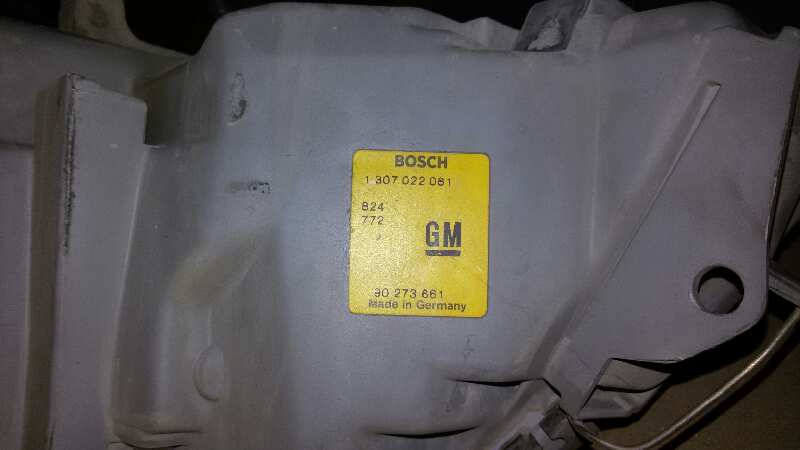 BOSCH
1 307 022 081
824
772
GM
90 273 661
Made in Germany